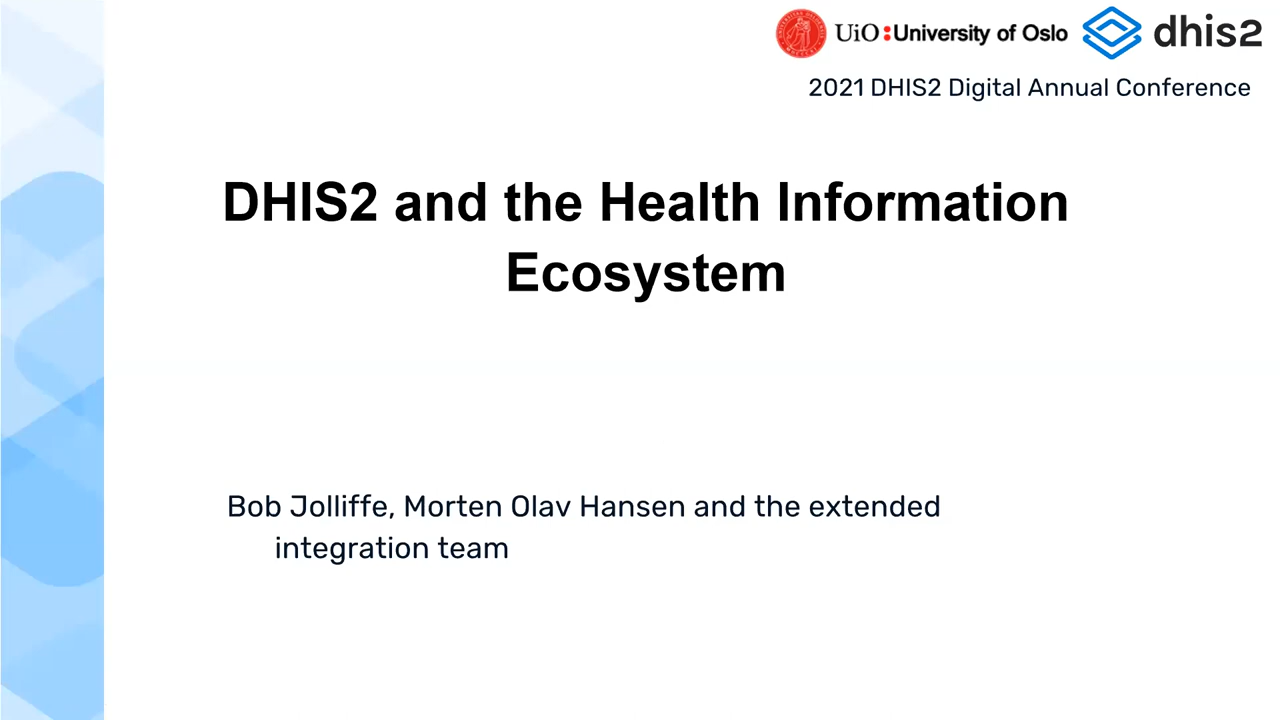 UiO:University of Oslo dhis2
2021 DHIS2 Digital Annual Conference
DHIS2 and the Health Information
Ecosystem
Bob Jolliffe, Morten Olav Hansen and the extended
integration team